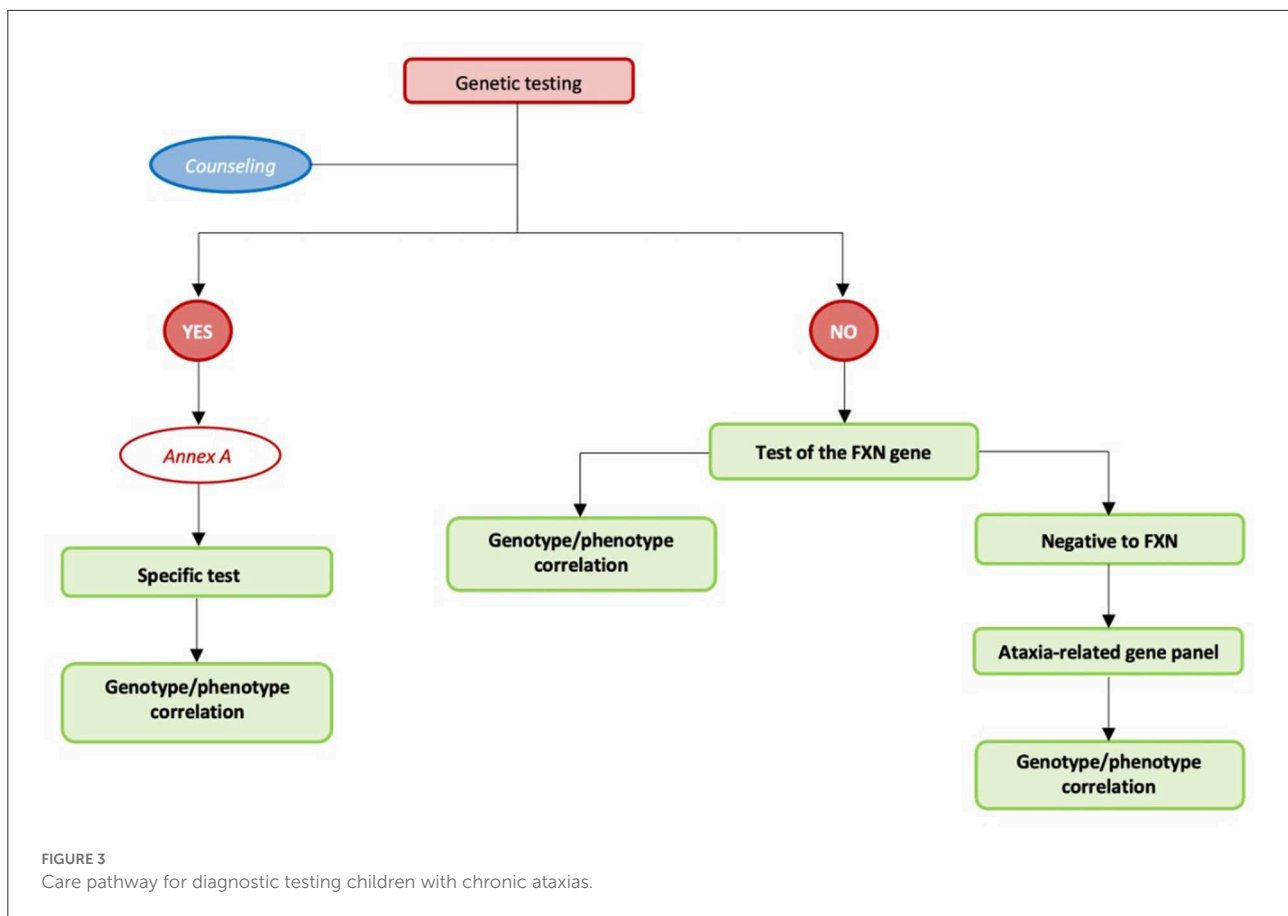 Genetic testing
Counseling
YES
NO
Annex A
Test of the FXN gene
Specific test
Genotype/phenotype
correlation
Negative to FXN
Genotype/phenotype
correlation
Ataxia-related gene panel
Genotype/phenotype
correlation
FIGURE 3
Care pathway for diagnostic testing children with chronic ataxias.